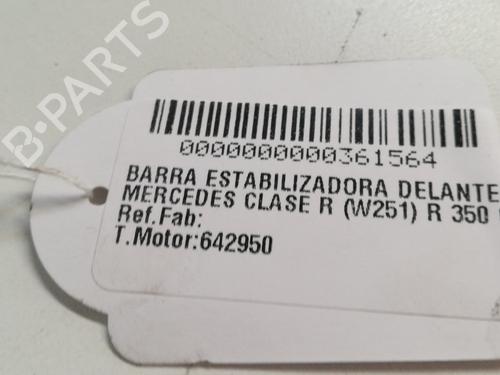 B-PARTS
0000000000361564
BARRA ESTABILIZADORA DELANTE
MERCEDES CLASE R (W251) R 350
Ref.Fab:
T.Motor:642950